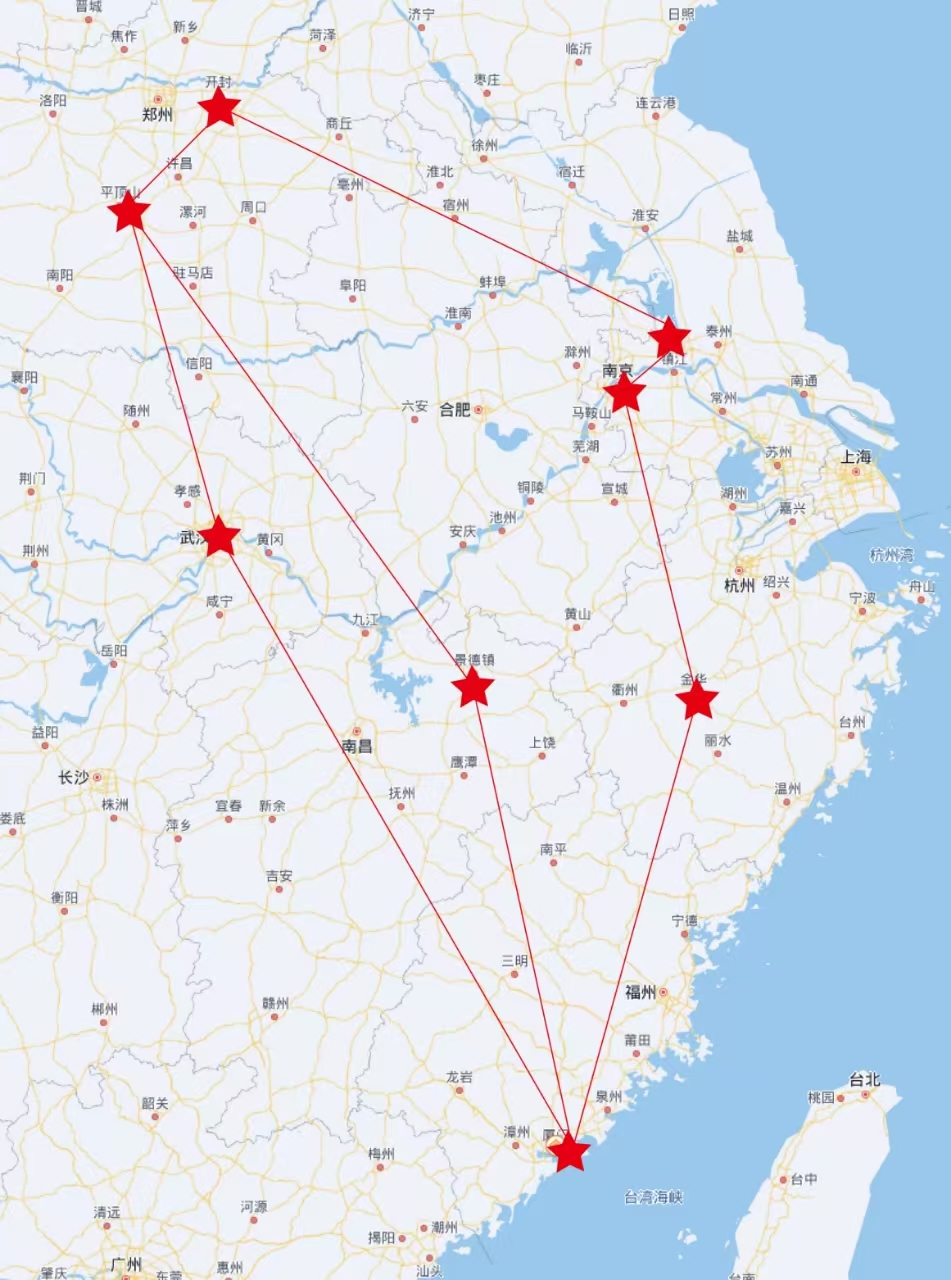 晋城
济宁
日照
新乡
焦作
菏泽
临沂
枣庄
开封
洛阳
郑州
商丘
连云港
徐州
许昌
淮北
宿迁
亳州
平顶山
漯河
周口
宿州
淮安
盐城
南阳
驻马店
阜阳
蚌埠
淮南
泰州
滁州
镇江
信阳
南京
襄阳
南通
随州
六安
合肥
马鞍山
常州
芜湖
苏州
上海
荆门
孝感
铜陵
宣城
湖州
嘉兴
武汉
黄冈
安庆
池州
荆州
杭州湾
杭州
绍兴
舟山
咸宁
九江
黄山
宁波
岳阳
景德镇
衢州
金华
益阳
南昌
丽水
台州
长沙
鹰潭
上饶
株洲
宜春
新余
抚州
温州
娄底
萍乡
南平
吉安
衡阳
宁德
三明
福州
郴州
赣州
莆田
龙岩
台北
韶关
泉州
桃园
漳州
厦门
梅州
台中
台湾海峡
清远
河源
揭阳
潮州
广州
惠州
汕头
肇庆
东莞
台南